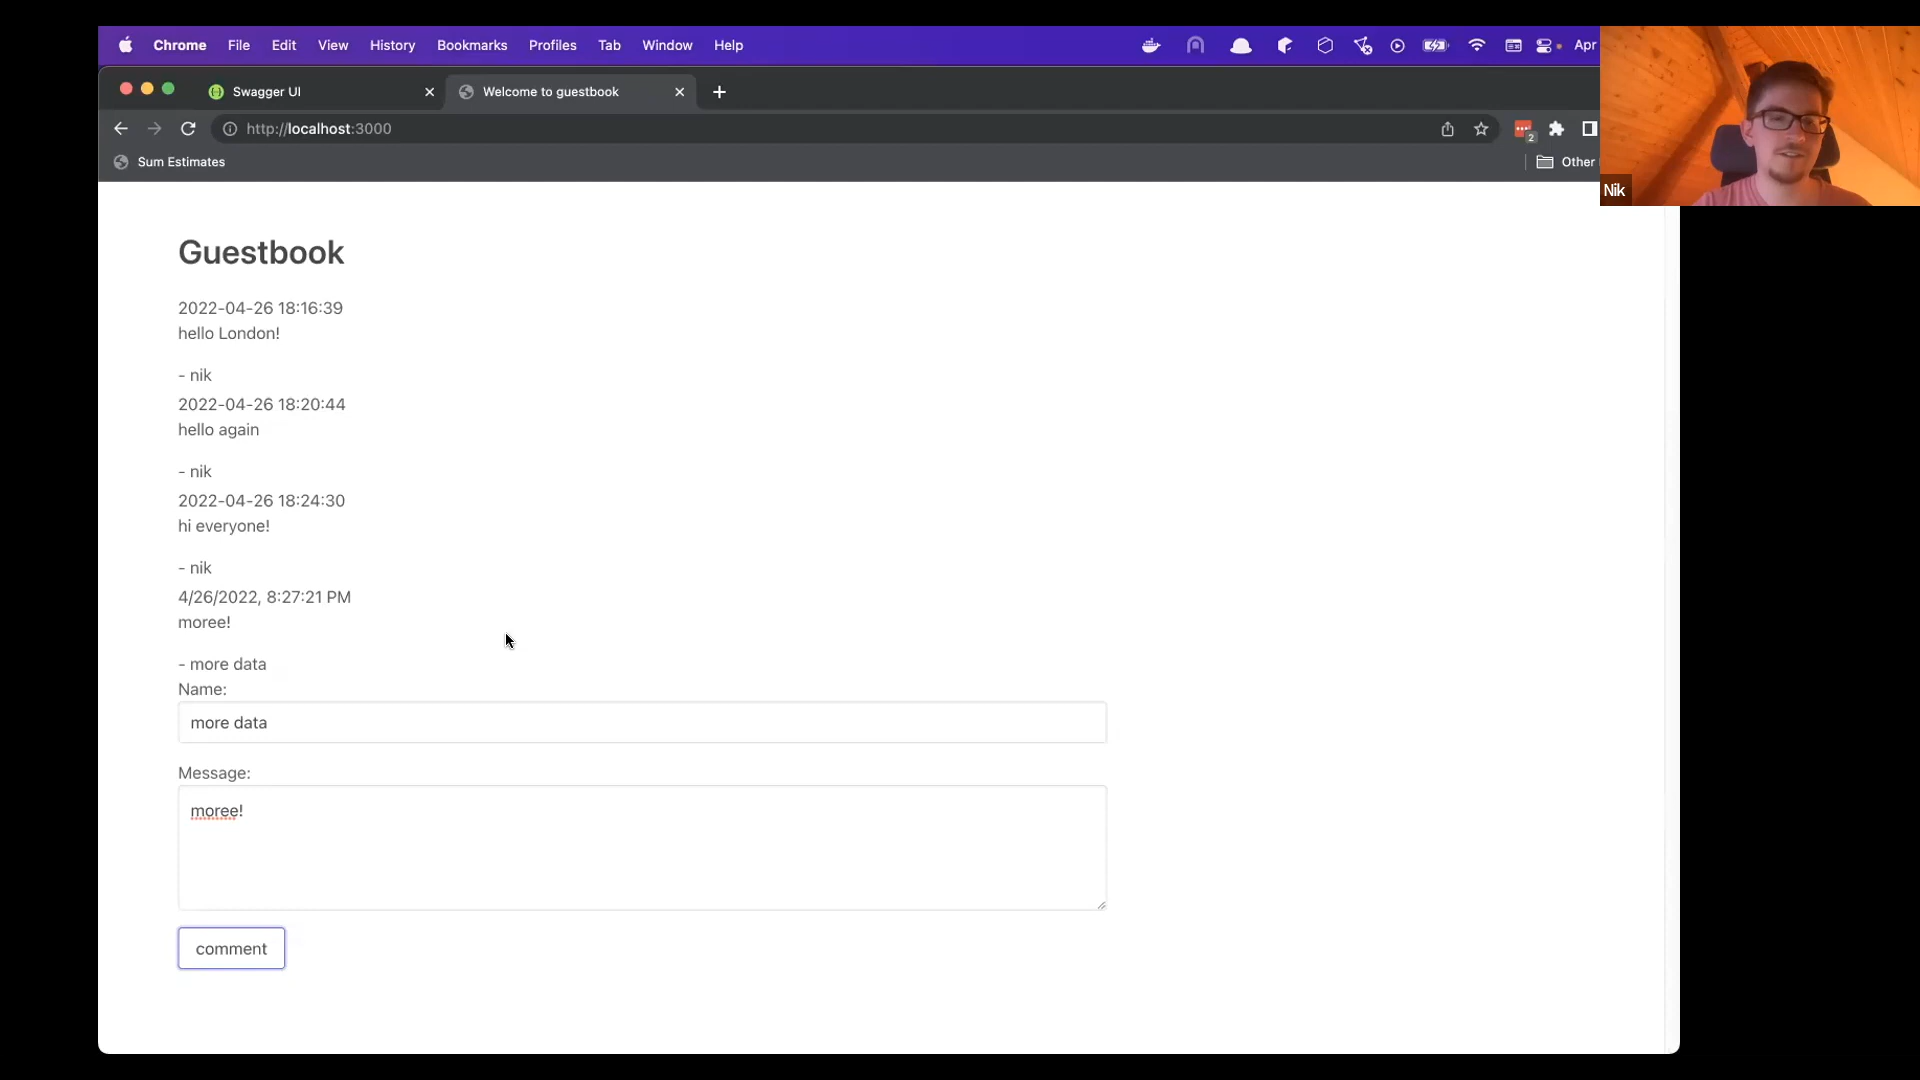 Chrome File Edit View History Bookmarks Profiles Tab Window Help Apr
Swagger UI
Welcome to guestbook
http://localhost:3000
2
Sum Estimates
Other
Nik
Guestbook
2022-04-26 18:16:39
hello London!
- nik
2022-04-26 18:20:44
hello again
- nik
2022-04-26 18:24:30
hi everyone!
- nik
4/26/2022, 8:27:21 PM
moree!
- more data
Name:
more data
Message:
moree!
comment